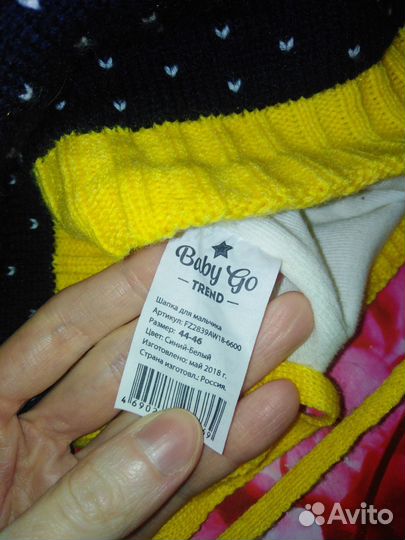 Baby Go
TREND
Шапка для мальчика
Артикул: FZ2839AW18-6600
Размер: 44-46
Цвет: Синий-Белый
Изготовлено: май 2018 г.
Страна изготовл.: Россия.
Avito